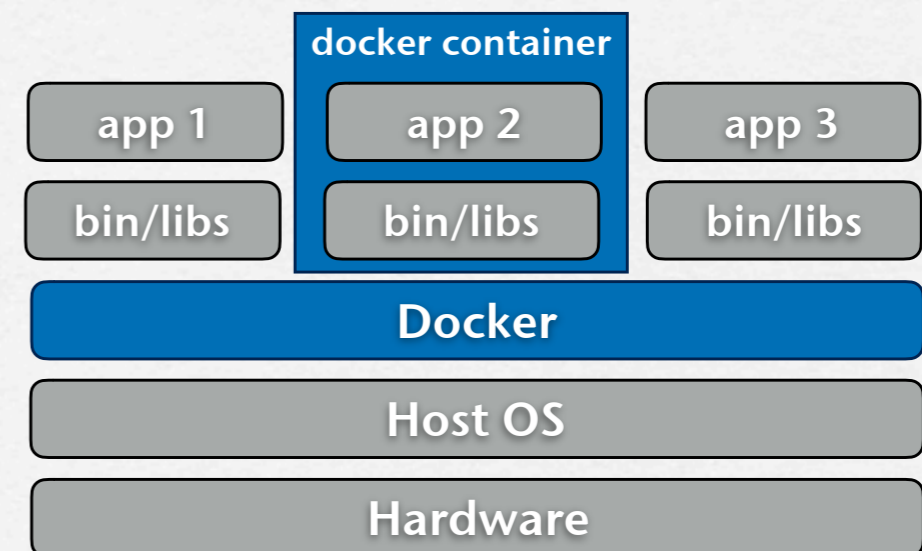 docker container
app 1 app 2 app 3
bin/libs bin/libs bin/libs
Docker
Host OS
Hardware